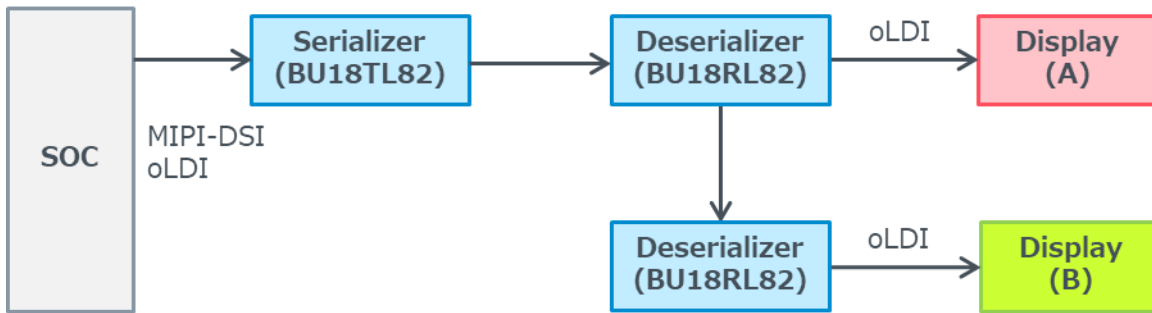 SOC
MIPI-DSI
oLDI
Serializer
(BU18TL82)
Deserializer
(BU18RL82)
oLDI
Display
(A)
Deserializer
(BU18RL82)
oLDI
Display
(B)